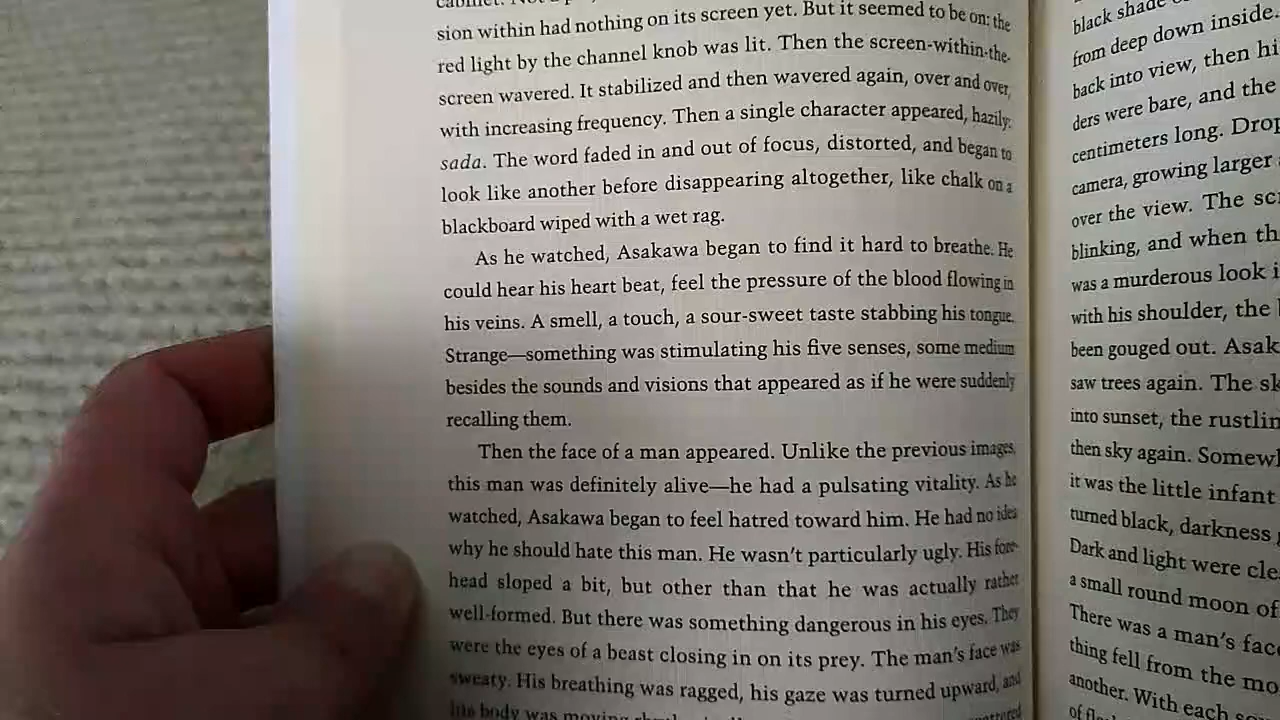 sion within had nothing on its screen yet. But it seemed to be on: the
red light by the channel knob was lit. Then the screen-within-the-
screen wavered. It stabilized and then wavered again, over and over,
with increasing frequency. Then a single character appeared, hazily:
sada. The word faded in and out of focus, distorted, and began to
look like another before disappearing altogether, like chalk on a
blackboard wiped with a wet rag.
As he watched, Asakawa began to find it hard to breathe. He
could hear his heart beat, feel the pressure of the blood flowing in
his veins. A smell, a touch, a sour-sweet taste stabbing his tongue.
Strange—something was stimulating his five senses, some medium
besides the sounds and visions that appeared as if he were suddenly
recalling them.
Then the face of a man appeared. Unlike the previous images,
this man was definitely alive—he had a pulsating vitality. As he
watched, Asakawa began to feel hatred toward him. He had no idea
why he should hate this man. He wasn't particularly ugly. His fore-
head sloped a bit, but other than that he was actually rather
well-formed. But there was something dangerous in his eyes. They
were the eyes of a beast closing in on its prey. The man's face was
sweaty. His breathing was ragged, his gaze was turned upward, and
his body was moving
black shade
from deep down inside.
back into view, then
ders were bare, and the
centimeters long.
camera, growing larger
over the view. The
blinking, and when
was a murderous look
with his shoulder, the
been gouged out.
saw trees again. The
into sunset, the
then sky again.
it was the little infant
turned black, darkness
Dark and light were
a small round moon of
There was a man's
thing fell from the
another. With each
of